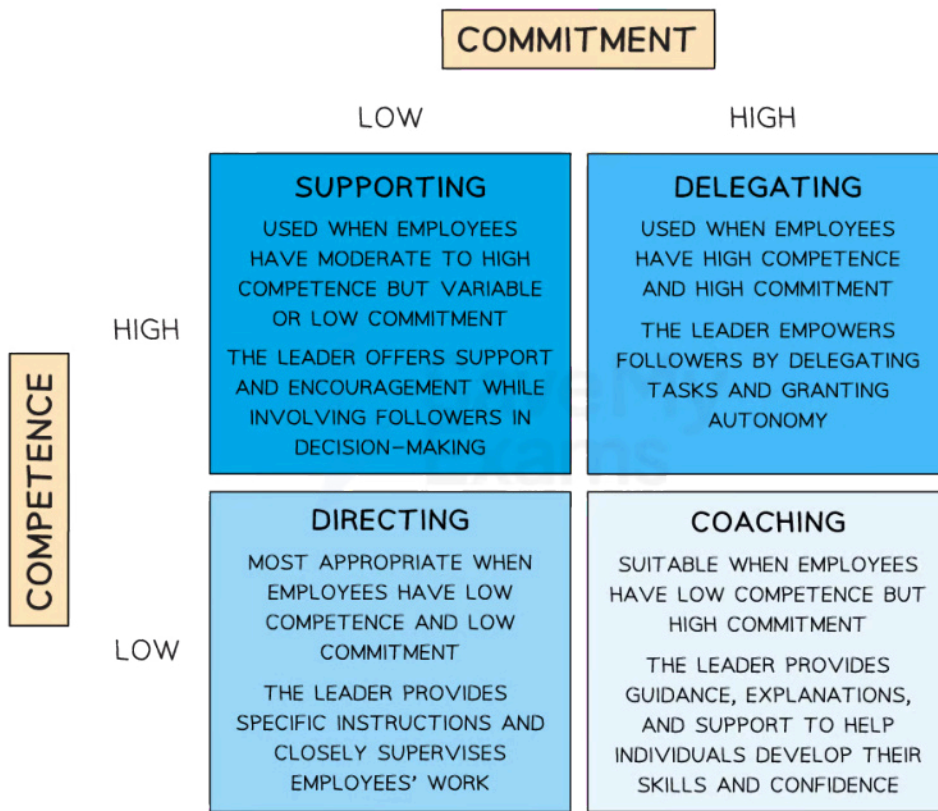 COMMITMENT
LOW
HIGH
COMPETENCE
HIGH
SUPPORTING
USED WHEN EMPLOYEES
HAVE MODERATE TO HIGH
COMPETENCE BUT VARIABLE
OR LOW COMMITMENT
THE LEADER OFFERS SUPPORT
AND ENCOURAGEMENT WHILE
INVOLVING FOLLOWERS IN
DECISION-MAKING
DELEGATING
USED WHEN EMPLOYEES
HAVE HIGH COMPETENCE
AND HIGH COMMITMENT
THE LEADER EMPOWERS
FOLLOWERS BY DELEGATING
TASKS AND GRANTING
AUTONOMY
LOW
DIRECTING
MOST APPROPRIATE WHEN
EMPLOYEES HAVE LOW
COMPETENCE AND LOW
COMMITMENT
THE LEADER PROVIDES
SPECIFIC INSTRUCTIONS AND
CLOSELY SUPERVISES
EMPLOYEES' WORK
COACHING
SUITABLE WHEN EMPLOYEES
HAVE LOW COMPETENCE BUT
HIGH COMMITMENT
THE LEADER PROVIDES
GUIDANCE, EXPLANATIONS,
AND SUPPORT TO HELP
INDIVIDUALS DEVELOP THEIR
SKILLS AND CONFIDENCE
Exams